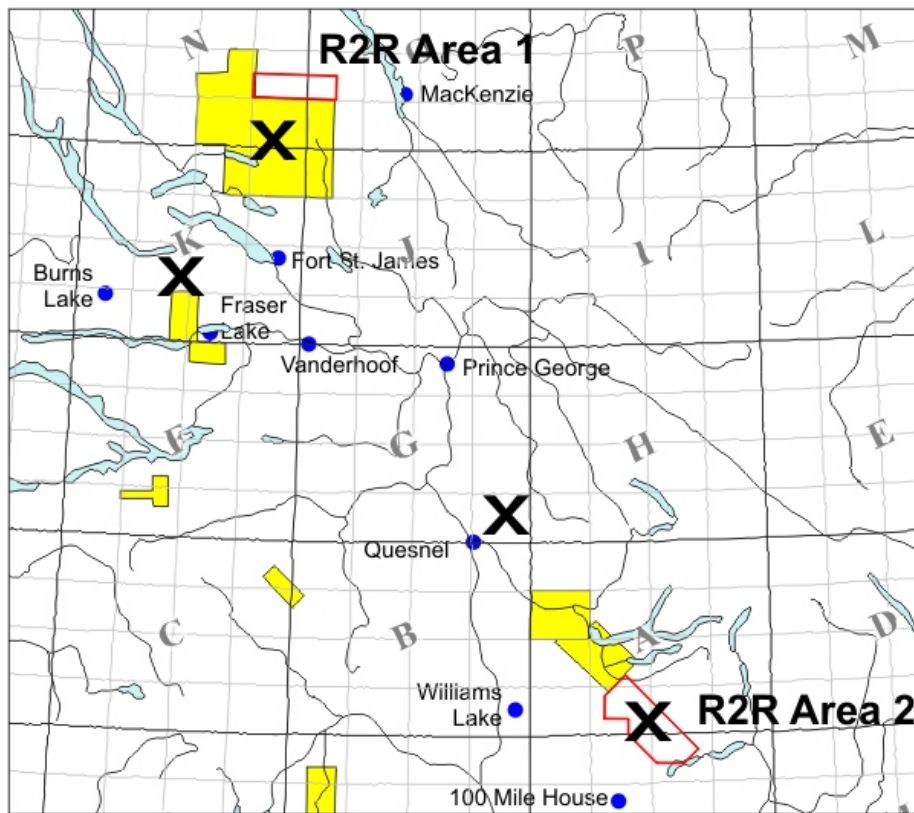 N
R2R Area 1
P
M
MacKenzie
X
K
J
I
L
Fort St. James
X
Burns
Lake
Fraser
Lake
Vanderhoof
Prince George
F
G
H
E
X
Quesnel
C
B
A
D
Williams
Lake
X
R2R Area 2
100 Mile House